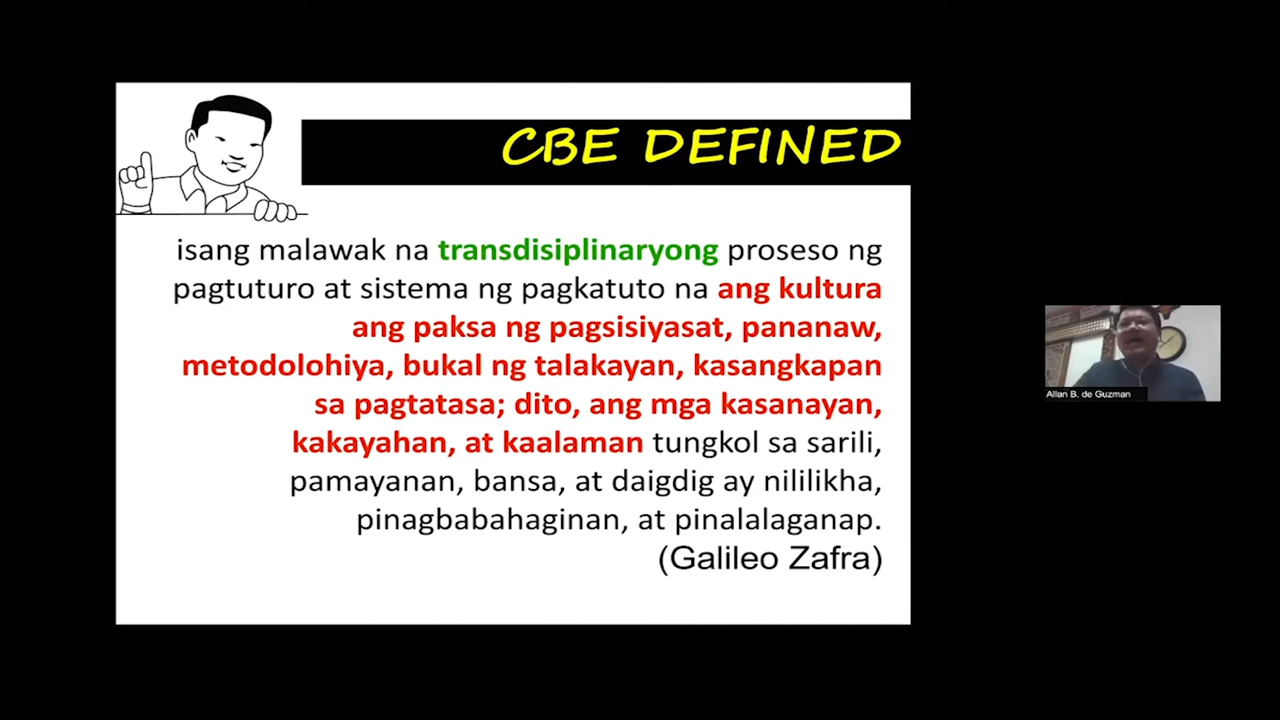 CBE DEFINED
isang malawak na transdisiplinaryong proseso ng
pagtuturo at sistema ng pagkatuto na ang kultura
ang paksa ng pagsisiyasat, pananaw,
metodolohiya, bukal ng talakayan, kasangkapan
sa pagtatasa; dito, ang mga kasanayan,
kakayahan, at kaalaman tungkol sa sarili,
pamayanan, bansa, at daigdig ay nililikha,
pinagbabahaginan, at pinalalaganap.
(Galileo Zafra)
Allan B. de Guzman